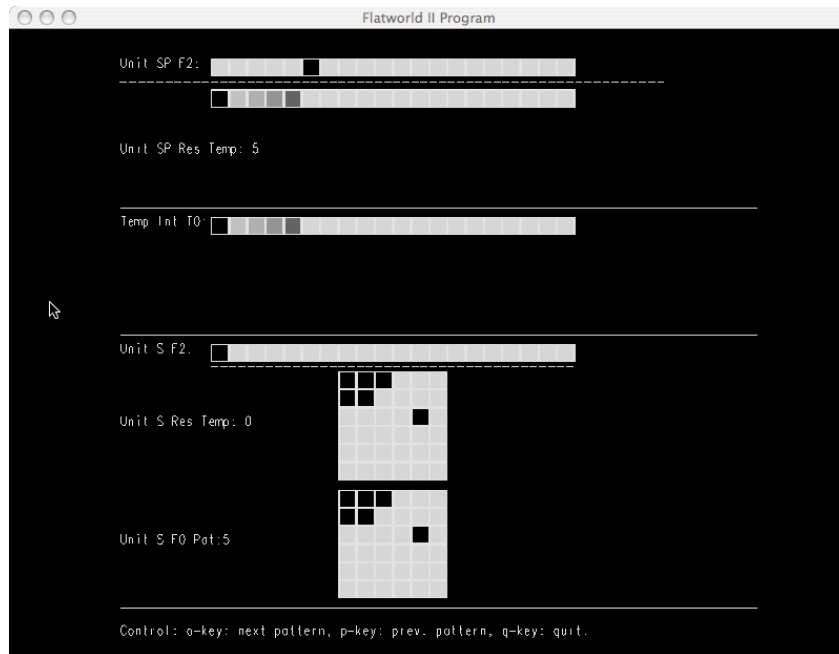 Flatworld II Program
Unit SP F2:
Unit SP Res Temp: 5
Temp Int T0:
Unit S F2:
Unit S Res Temp: 0
Unit S F0 Pat:5
Control: o-key: next pattern, p-key: prev. pattern, q-key: quit.